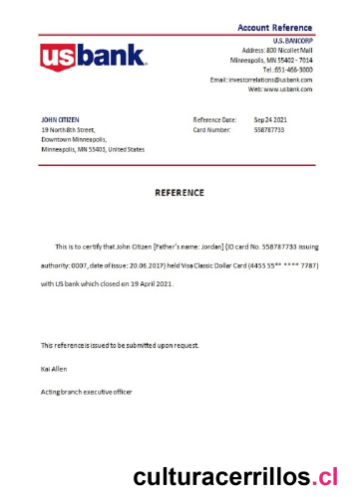 Account Reference
U.S. BANCORP
usbank.
Address: 800 Nicollet Mall
Minneapolis, MN 55402 - 7014
Tel.:651-466-3000
Email: investorrelations@usbank.com
Web: www.usbank.com
JOHN CITIZEN
19 North 8th Street,
Downtown Minneapolis,
Minneapolis, MN 55403, United States
Reference Date: Sep 24 2021
Card Number: 558787733
REFERENCE
This is to certify that John Citizen [Father's name: Jordan] (ID card No. 558787733 issuing
authority: 0007, date of issue: 20.06.2017) held Visa Classic Dollar Card (4455 55** **** 7787)
with US bank which closed on 19 April 2021.
This reference is issued to be submitted upon request.
Kai Allen
Acting branch executive officer
culturacerrillos.cl